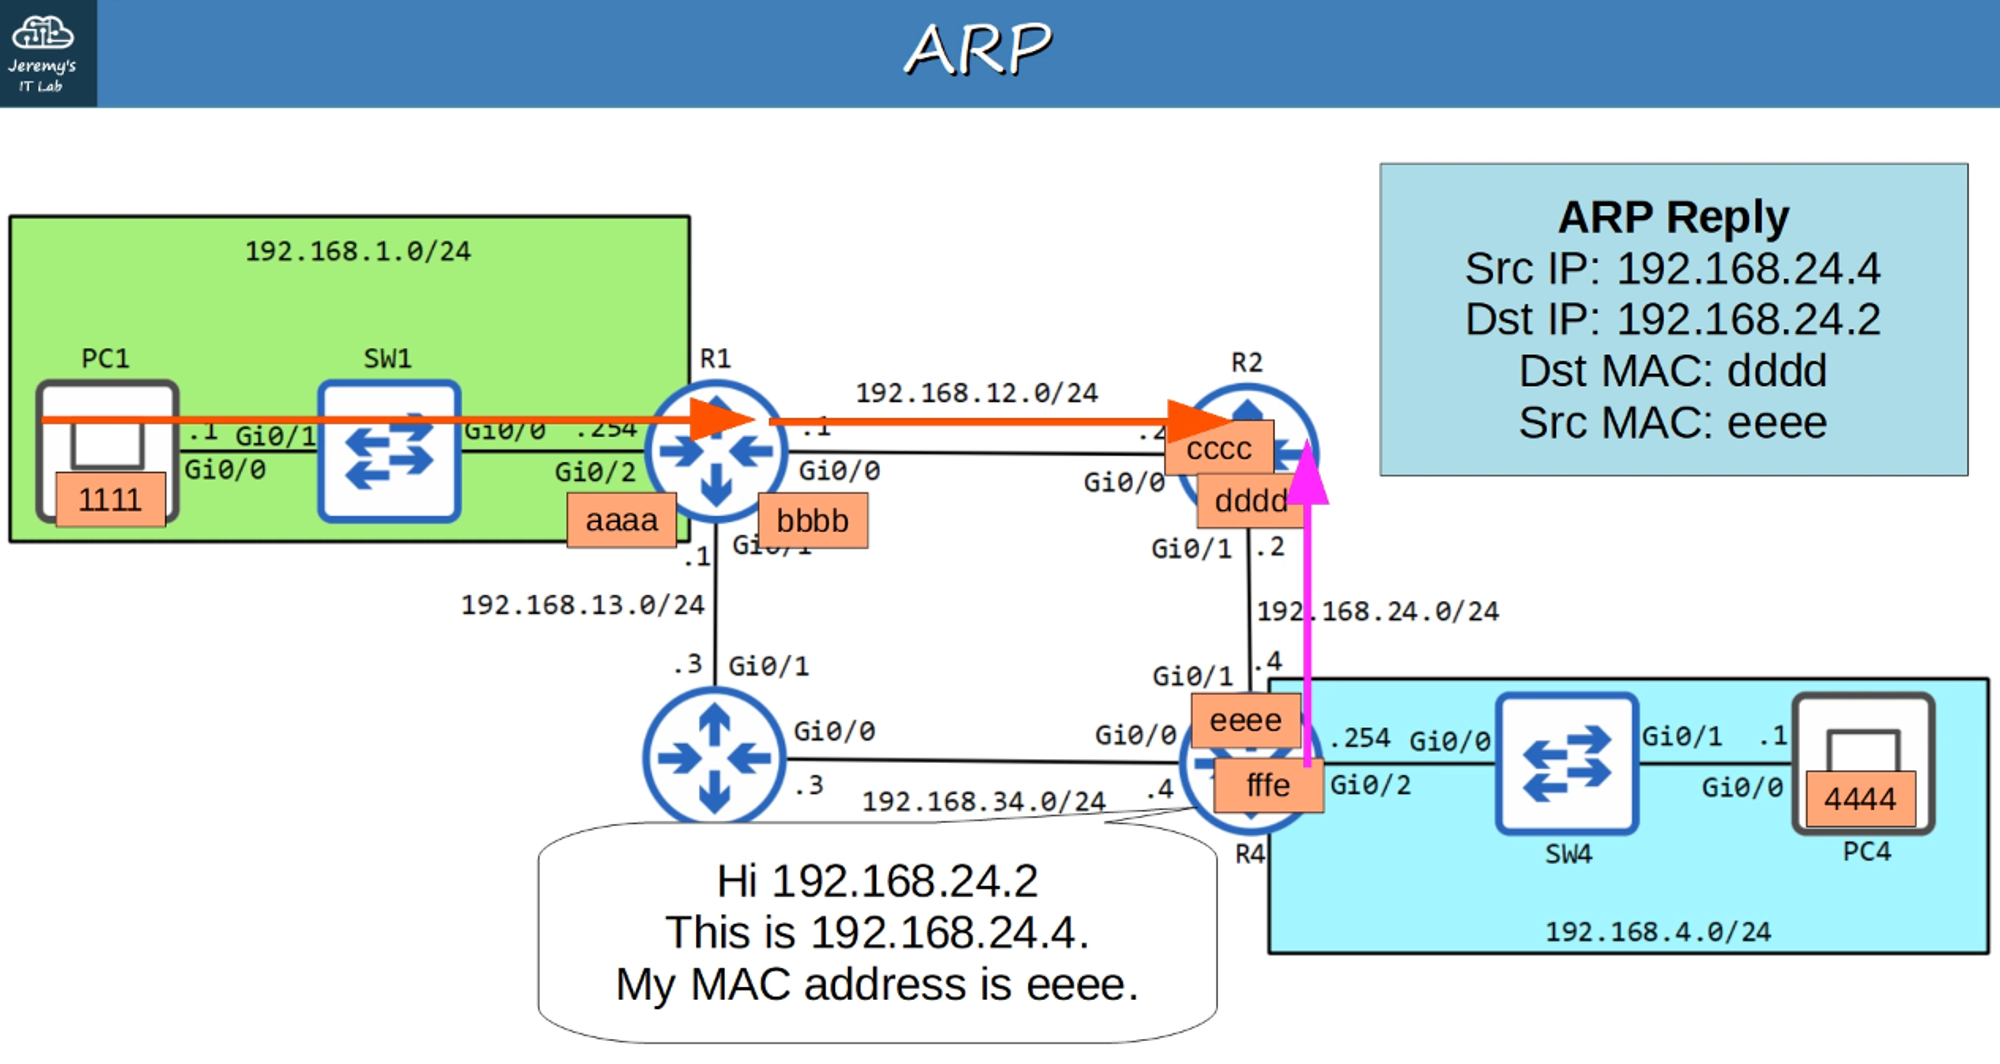 Jeremy's
IT Lab
ARP
ARP Reply
Src IP: 192.168.24.4
Dst IP: 192.168.24.2
Dst MAC: dddd
Src MAC: eeee
192.168.1.0/24
PC1
SW1
R1
192.168.12.0/24
R2
.1
Gi0/1
Gi0/0
.254
.1
.2
Gi0/0
Gi0/2
Gi0/0
Gi0/0
cccc
1111
aaaa
bbbb
dddd
.1
Gi0/1
Gi0/1
.2
192.168.13.0/24
192.168.24.0/24
.3
Gi0/1
Gi0/1
.4
eeee
Gi0/0
Gi0/0
.254
Gi0/0
Gi0/1
.1
.3
192.168.34.0/24
.4
fffe
Gi0/2
Gi0/0
4444
R4
SW4
PC4
192.168.4.0/24
Hi 192.168.24.2
This is 192.168.24.4.
My MAC address is eeee.